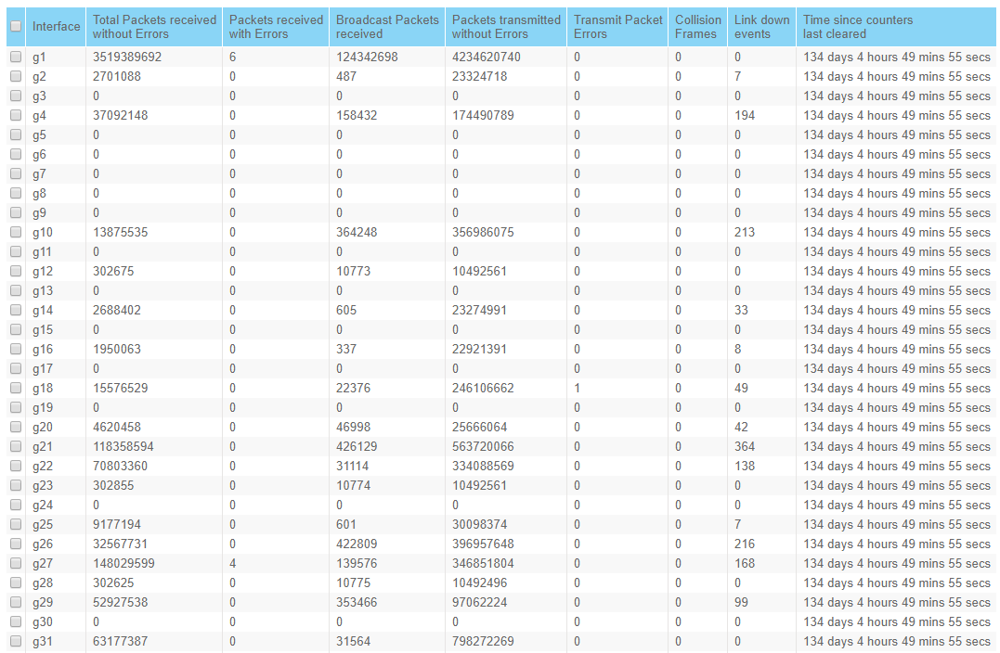 Interface Total Packets received without Errors Packets received with Errors Broadcast Packets received Packets transmitted without Errors Transmit Packet Errors Collision Frames Link down events Time since counters last cleared
g1 3519389692 6 124342698 4234620740 0 0 0 134 days 4 hours 49 mins 55 secs
g2 2701088 0 487 23324718 0 0 7 134 days 4 hours 49 mins 55 secs
g3 0 0 0 0 0 0 0 134 days 4 hours 49 mins 55 secs
g4 37092148 0 158432 174490789 0 0 194 134 days 4 hours 49 mins 55 secs
g5 0 0 0 0 0 0 0 134 days 4 hours 49 mins 55 secs
g6 0 0 0 0 0 0 0 134 days 4 hours 49 mins 55 secs
g7 0 0 0 0 0 0 0 134 days 4 hours 49 mins 55 secs
g8 0 0 0 0 0 0 0 134 days 4 hours 49 mins 55 secs
g9 0 0 0 0 0 0 0 134 days 4 hours 49 mins 55 secs
g10 13875535 0 364248 356986075 0 0 213 134 days 4 hours 49 mins 55 secs
g11 0 0 0 0 0 0 0 134 days 4 hours 49 mins 55 secs
g12 302675 0 10773 10492561 0 0 0 134 days 4 hours 49 mins 55 secs
g13 0 0 0 0 0 0 0 134 days 4 hours 49 mins 55 secs
g14 2688402 0 605 23274991 0 0 33 134 days 4 hours 49 mins 55 secs
g15 0 0 0 0 0 0 0 134 days 4 hours 49 mins 55 secs
g16 1950063 0 337 22921391 0 0 8 134 days 4 hours 49 mins 55 secs
g17 0 0 0 0 0 0 0 134 days 4 hours 49 mins 55 secs
g18 15576529 0 22376 246106662 1 0 49 134 days 4 hours 49 mins 55 secs
g19 0 0 0 0 0 0 0 134 days 4 hours 49 mins 55 secs
g20 4620458 0 46998 25666064 0 0 42 134 days 4 hours 49 mins 55 secs
g21 118358594 0 426129 563720066 0 0 364 134 days 4 hours 49 mins 55 secs
g22 70803360 0 31114 334088569 0 0 138 134 days 4 hours 49 mins 55 secs
g23 302855 0 10774 10492561 0 0 0 134 days 4 hours 49 mins 55 secs
g24 0 0 0 0 0 0 0 134 days 4 hours 49 mins 55 secs
g25 9177194 0 601 30098374 0 0 7 134 days 4 hours 49 mins 55 secs
g26 32567731 0 422809 396957648 0 0 216 134 days 4 hours 49 mins 55 secs
g27 148029599 4 139576 346851804 0 0 168 134 days 4 hours 49 mins 55 secs
g28 302625 0 10775 10492496 0 0 0 134 days 4 hours 49 mins 55 secs
g29 52927538 0 353466 97062224 0 0 99 134 days 4 hours 49 mins 55 secs
g30 0 0 0 0 0 0 0 134 days 4 hours 49 mins 55 secs
g31 63177387 0 31564 798272269 0 0 0 134 days 4 hours 49 mins 55 secs